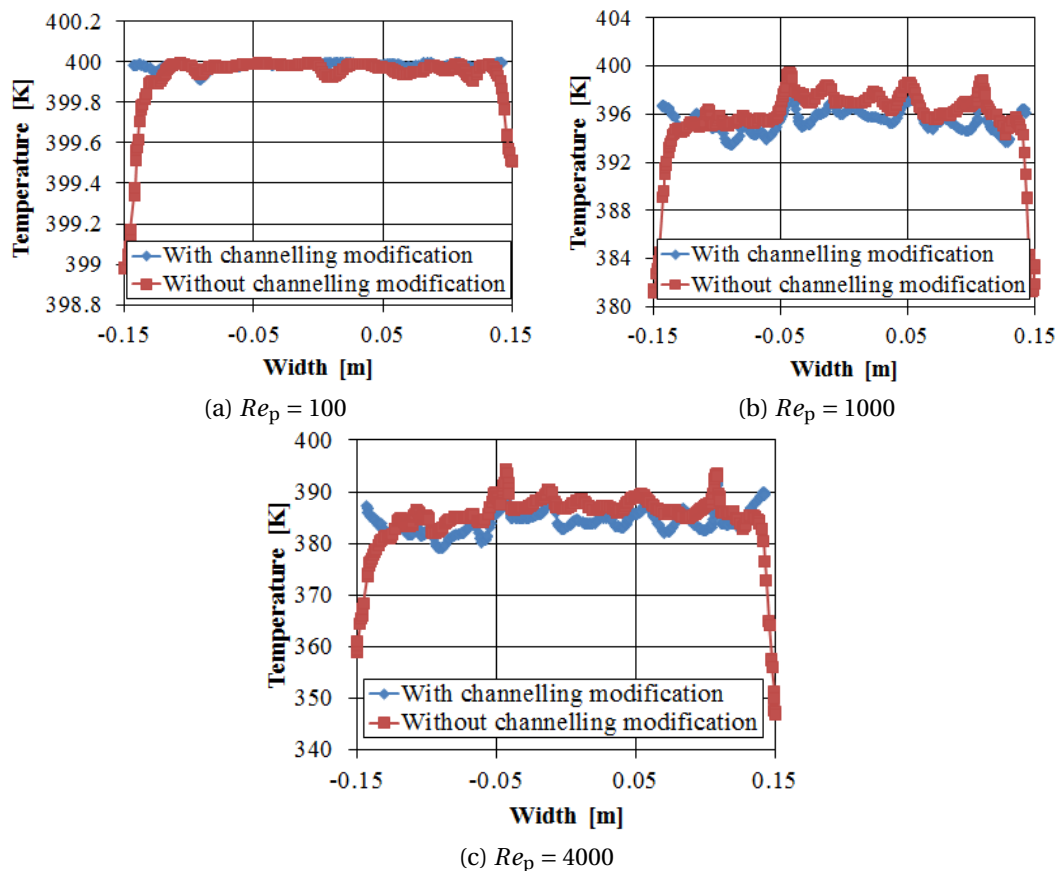 400.2
400
399.8
399.6
399.4
399.2
399
398.8
Temperature [K]
With channelling modification
Without channelling modification
-0.15 -0.05 0.05 0.15
Width [m]
(a) Rep = 100
404
400
396
392
388
384
380
Temperature [K]
With channelling modification
Without channelling modification
-0.15 -0.05 0.05 0.15
Width [m]
(b) Rep = 1000
400
390
380
370
360
350
340
Temperature [K]
With channelling modification
Without channelling modification
-0.15 -0.05 0.05 0.15
Width [m]
(c) Rep = 4000